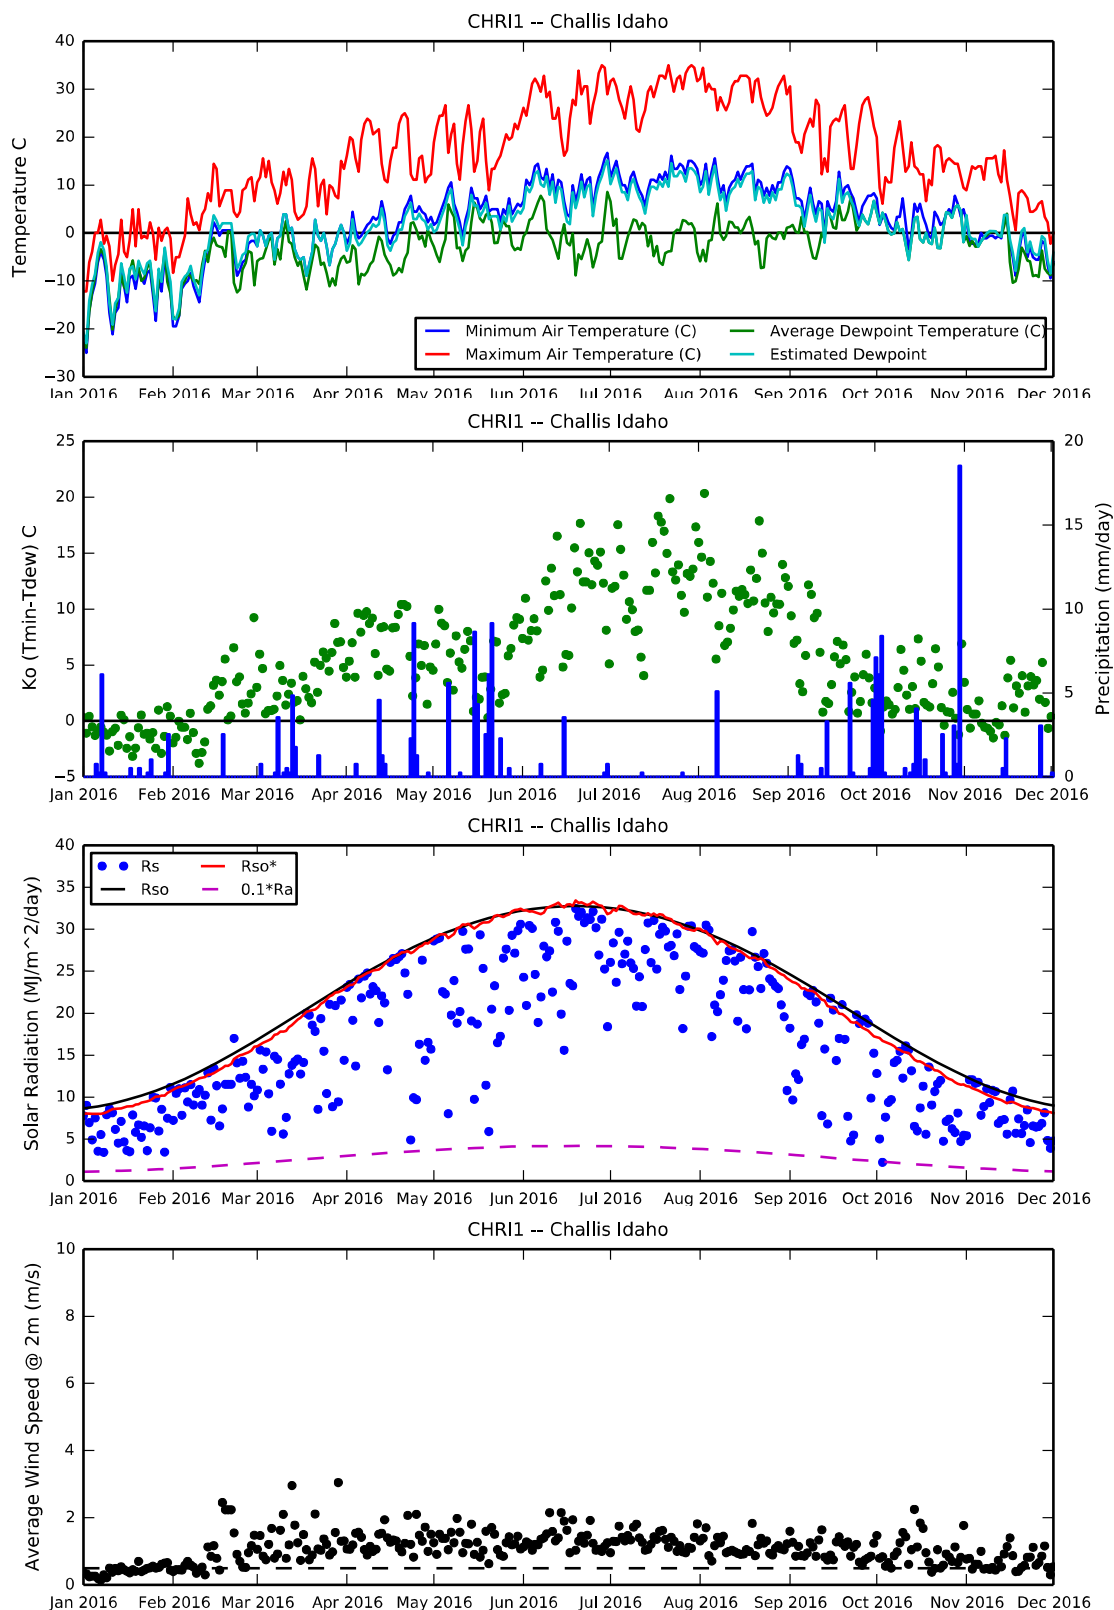 CHRI1 -- Challis Idaho
Temperature C
40
30
20
10
0
−10
−20
−30
Minimum Air Temperature (C)
Maximum Air Temperature (C)
Average Dewpoint Temperature (C)
Estimated Dewpoint
Jan 2016 Feb 2016 Mar 2016 Apr 2016 May 2016 Jun 2016 Jul 2016 Aug 2016 Sep 2016 Oct 2016 Nov 2016 Dec 2016
CHRI1 -- Challis Idaho
Ko (Tmin-Tdew) C
25
20
15
10
5
0
−5
20
15
10
5
0
Precipitation (mm/day)
Jan 2016 Feb 2016 Mar 2016 Apr 2016 May 2016 Jun 2016 Jul 2016 Aug 2016 Sep 2016 Oct 2016 Nov 2016 Dec 2016
CHRI1 -- Challis Idaho
Solar Radiation (MJ/m^2/day)
40
35
30
25
20
15
10
5
0
Rs
Rso
Rso*
0.1*Ra
Jan 2016 Feb 2016 Mar 2016 Apr 2016 May 2016 Jun 2016 Jul 2016 Aug 2016 Sep 2016 Oct 2016 Nov 2016 Dec 2016
CHRI1 -- Challis Idaho
Average Wind Speed @ 2m (m/s)
10
8
6
4
2
0
Jan 2016 Feb 2016 Mar 2016 Apr 2016 May 2016 Jun 2016 Jul 2016 Aug 2016 Sep 2016 Oct 2016 Nov 2016 Dec 2016